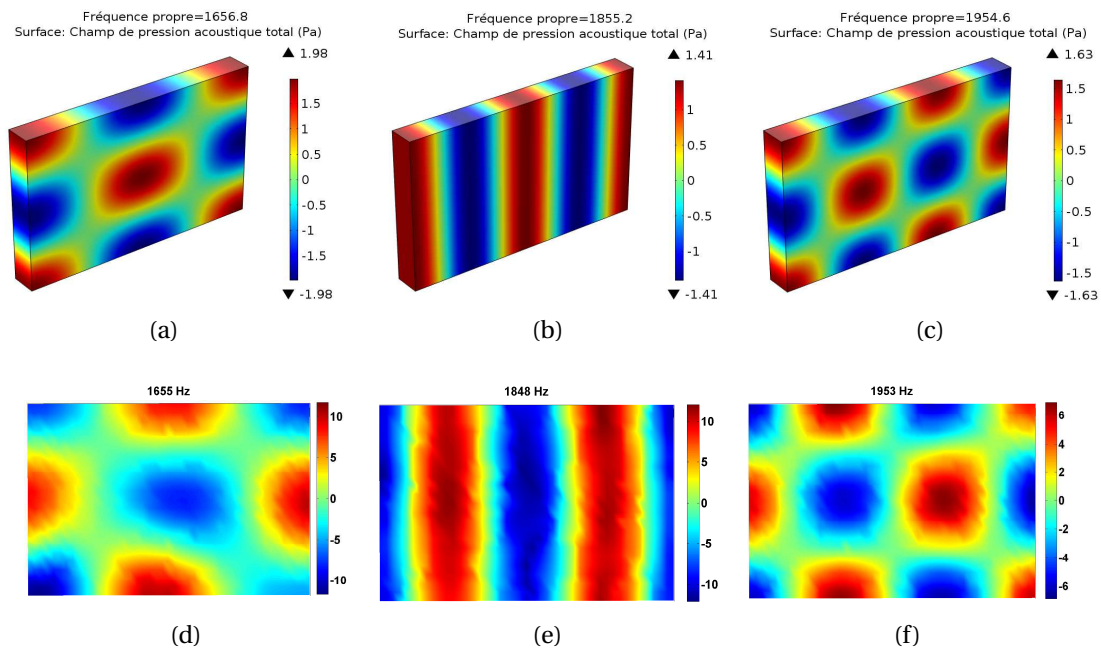 Fréquence propre=1656.8
Surface: Champ de pression acoustique total (Pa)
▲ 1.98
1.5
1
0.5
0
-0.5
-1
-1.5
▼ -1.98
(a)
Fréquence propre=1855.2
Surface: Champ de pression acoustique total (Pa)
▲ 1.41
1
0.5
0
-0.5
-1
▼ -1.41
(b)
Fréquence propre=1954.6
Surface: Champ de pression acoustique total (Pa)
▲ 1.63
1.5
1
0.5
0
-0.5
-1
-1.5
▼ -1.63
(c)
1655 Hz
10
5
0
-5
-10
(d)
1848 Hz
10
5
0
-5
-10
(e)
1953 Hz
6
4
2
0
-2
-4
-6
(f)